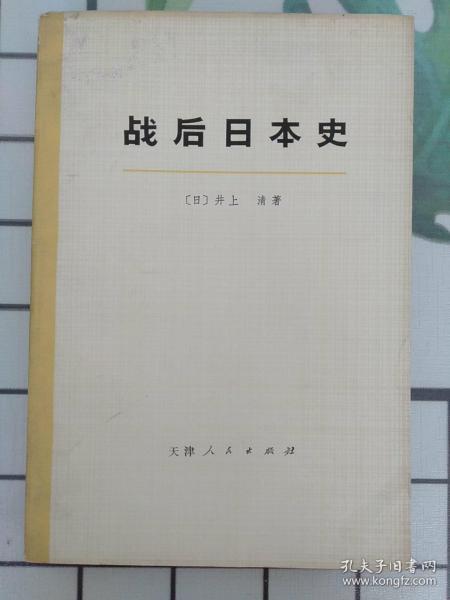 战后日本史
〔日〕井上 清著
天津人民出版社
孔夫子旧书网
www.kongfz.com